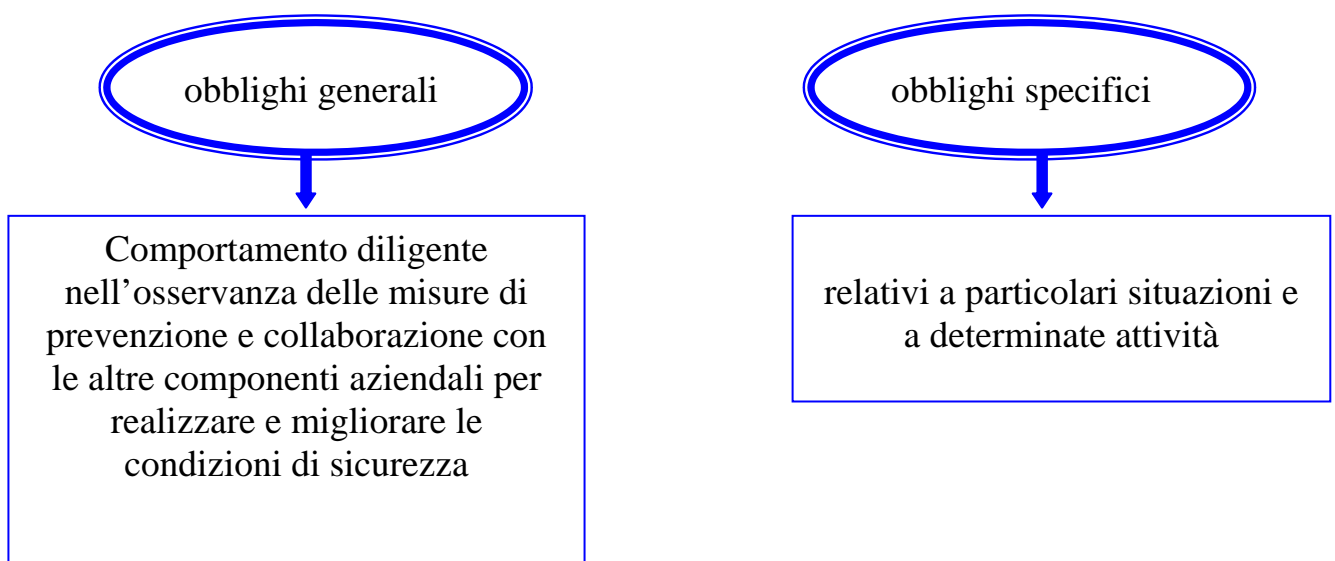 obblighi generali
obblighi specifici
Comportamento diligente
nell’osservanza delle misure di
prevenzione e collaborazione con
le altre componenti aziendali per
realizzare e migliorare le
condizioni di sicurezza
relativi a particolari situazioni e
a determinate attività